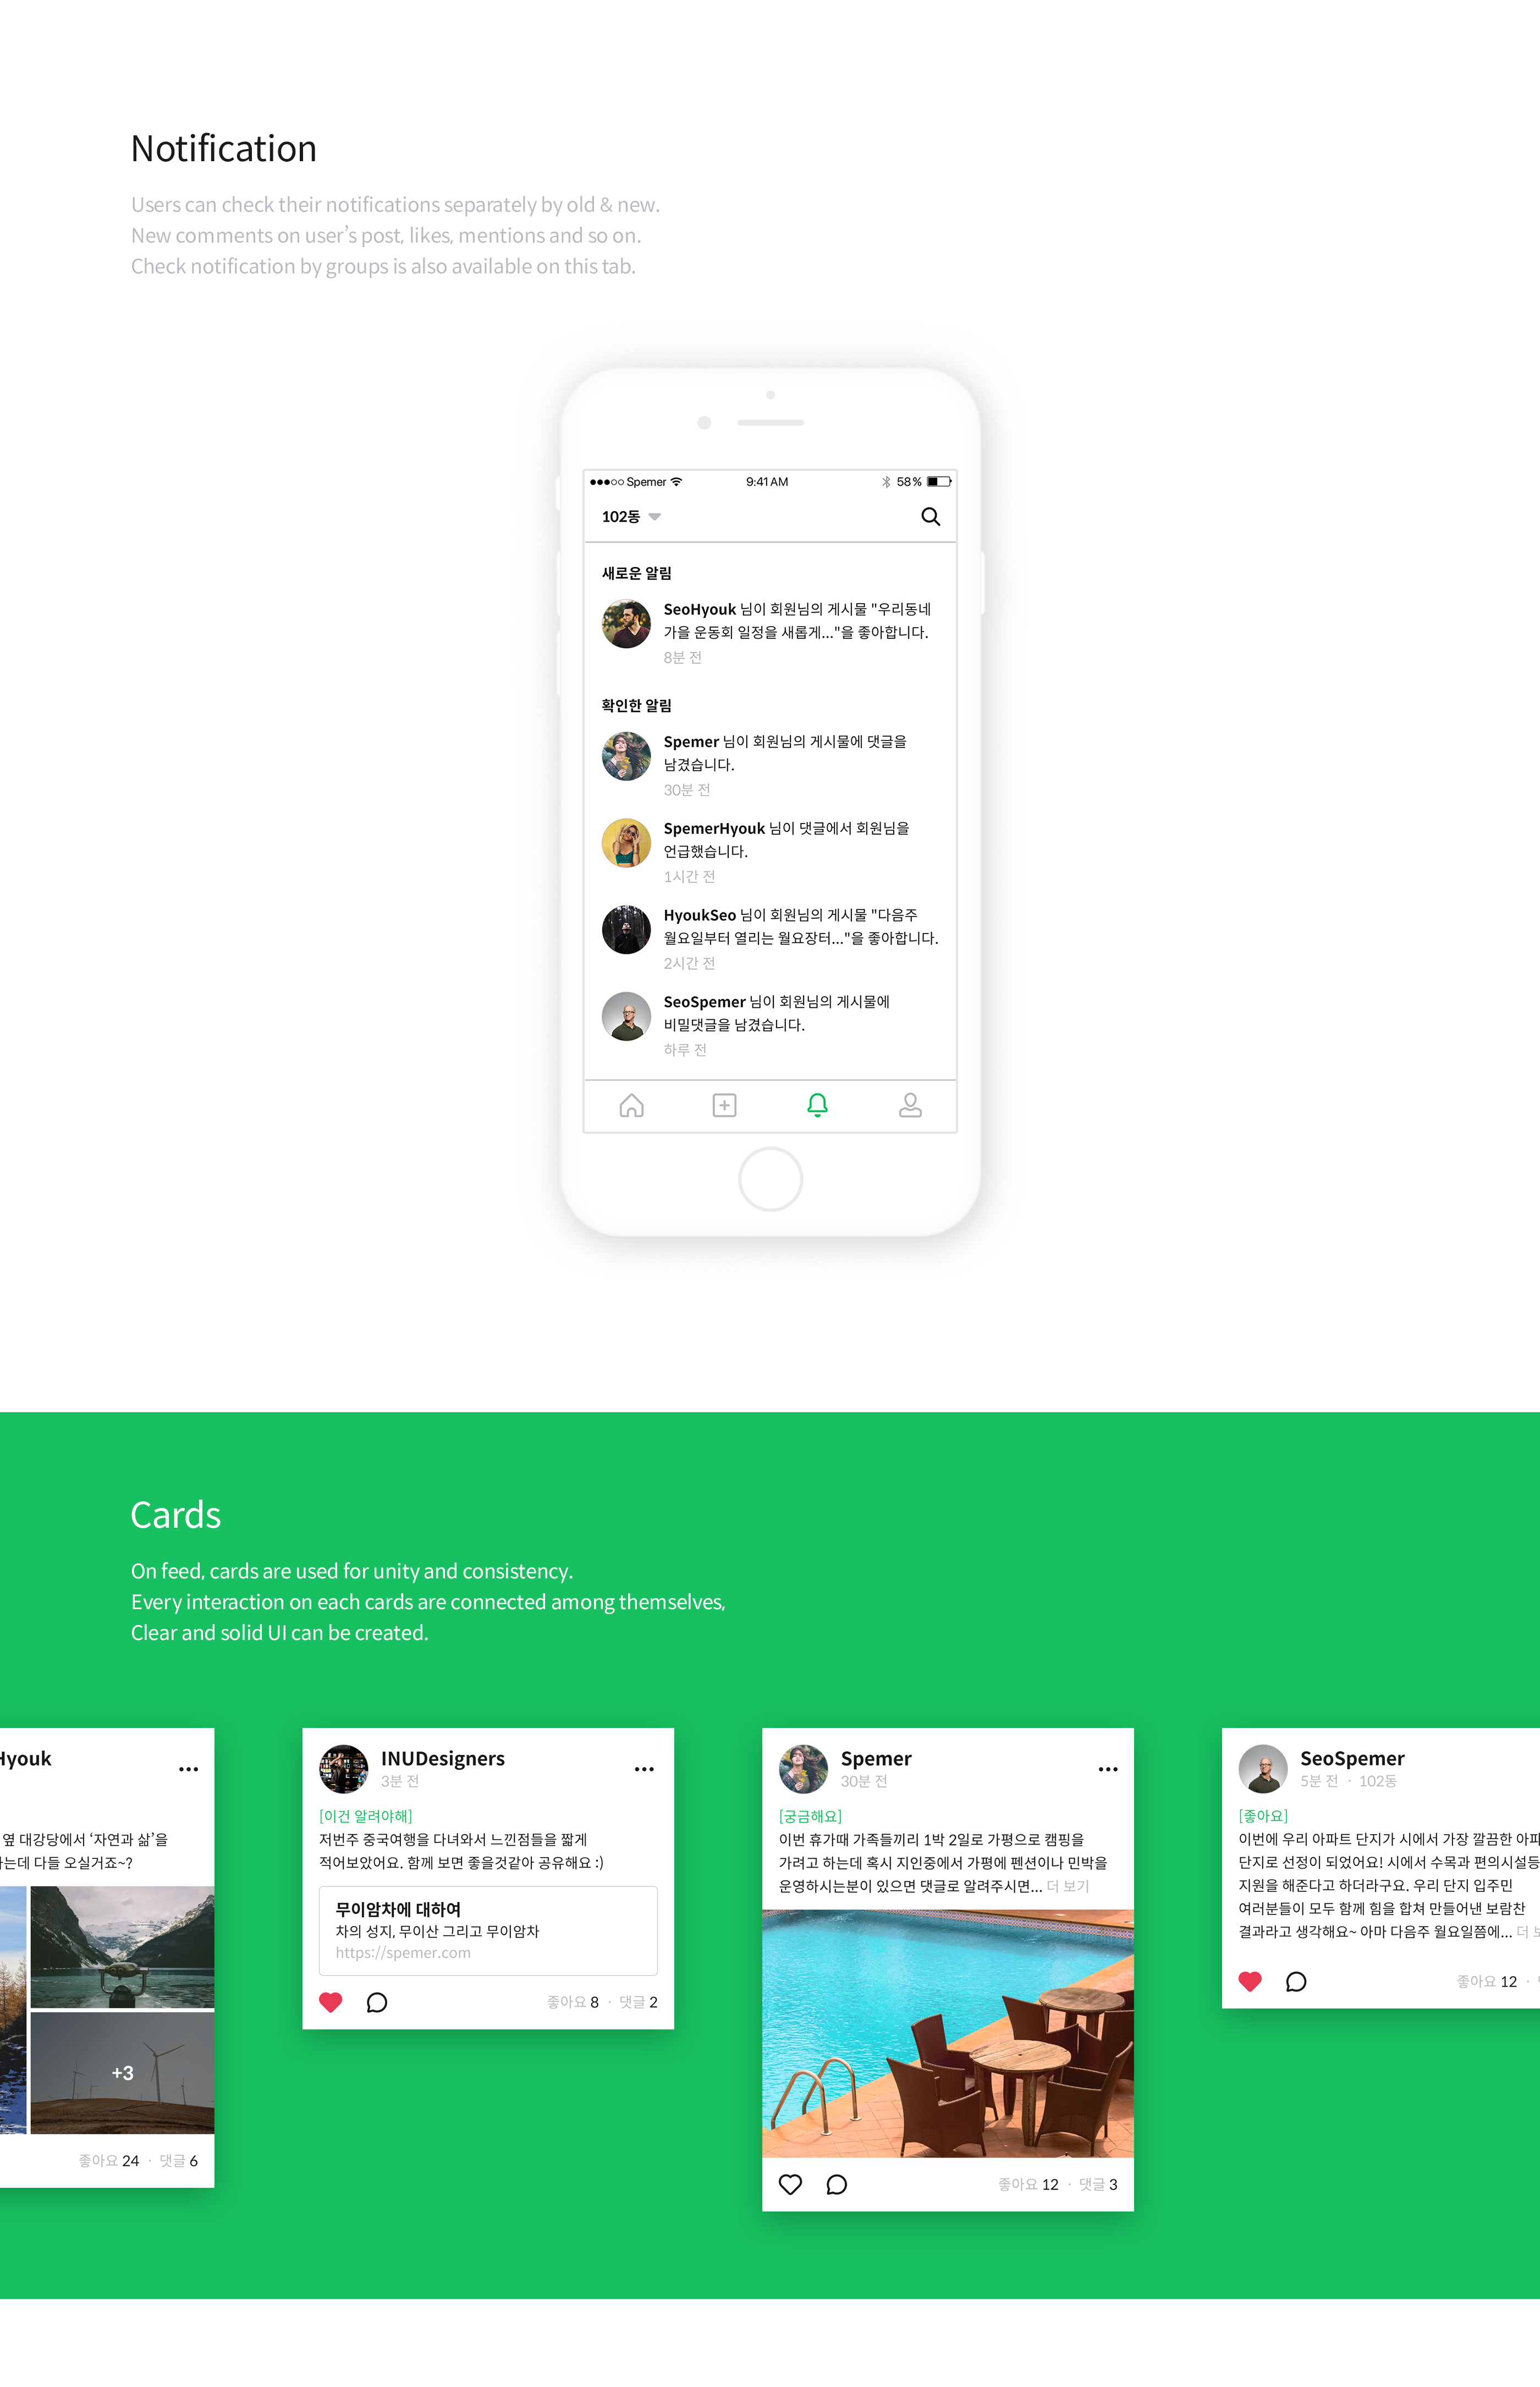 Notification
Users can check their notifications separately by old & new.
New comments on user's post, likes, mentions and so on.
Check notification by groups is also available on this tab.
Spemer
9:41 AM
58%
102동
새로운 알림
SeoHyouk 님이 회원님의 게시물 "우리동네
가을 운동회 일정을 새롭게..."을 좋아합니다.
8분 전
확인한 알림
Spemer 님이 회원님의 게시물에 댓글을
남겼습니다.
30분 전
SpemerHyouk 님이 댓글에서 회원님을
언급했습니다.
1시간 전
HyoukSeo 님이 회원님의 게시물 "다음주
월요일부터 열리는 월요장터..."을 좋아합니다.
2시간 전
SeoSpemer 님이 회원님의 게시물에
비밀댓글을 남겼습니다.
하루 전
Cards
On feed, cards are used for unity and consistency.
Every interaction on each cards are connected among themselves,
Clear and solid UI can be created.
Hyouk
옆 대강당에서 ‘자연과 삶’을
는데 다들 오실거죠~?
+3
좋아요 24 · 댓글 6
INUDesigners
3분 전
[이건 알려야해]
저번주 중국여행을 다녀와서 느낀점들을 짧게
적어보았어요. 함께 보면 좋을것같아 공유해요 :)
무이암차에 대하여
차의 성지, 무이산 그리고 무이암차
https://spemer.com
좋아요 8 · 댓글 2
Spemer
30분 전
[궁금해요]
이번 휴가때 가족들끼리 1박 2일로 가평으로 캠핑을
가려고 하는데 혹시 지인중에서 가평에 펜션이나 민박을
운영하시는분이 있으면 댓글로 알려주시면... 더 보기
좋아요 12 · 댓글 3
SeoSpemer
5분 전 · 102동
[좋아요]
이번에 우리 아파트 단지가 시에서 가장 깔끔한 아파
단지로 선정이 되었어요! 시에서 수목과 편의시설등
지원을 해준다고 하더라구요. 우리 단지 입주민
여러분들이 모두 함께 힘을 합쳐 만들어낸 보람찬
결과라고 생각해요~ 아마 다음주 월요일쯤에... 더
좋아요 12 ·